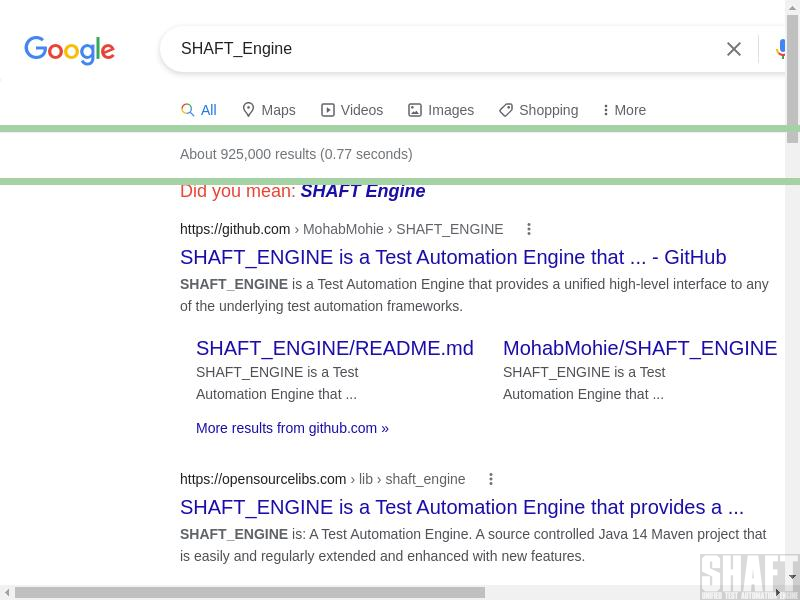 Google
SHAFT_Engine
All Maps Videos Images Shopping More
About 925,000 results (0.77 seconds)
Did you mean: SHAFT Engine
https://github.com › MohabMohie › SHAFT_ENGINE
SHAFT_ENGINE is a Test Automation Engine that ... - GitHub
SHAFT_ENGINE is a Test Automation Engine that provides a unified high-level interface to any
of the underlying test automation frameworks.
SHAFT_ENGINE/README.md
SHAFT_ENGINE is a Test
Automation Engine that ...
MohabMohie/SHAFT_ENGINE
SHAFT_ENGINE is a Test
Automation Engine that ...
More results from github.com »
https://opensourcelibs.com › lib › shaft_engine
SHAFT_ENGINE is a Test Automation Engine that provides a ...
SHAFT_ENGINE is: A Test Automation Engine. A source controlled Java 14 Maven project that
is easily and regularly extended and enhanced with new features.
SHAFT
UNIFIED TEST AUTOMATION ENGINE